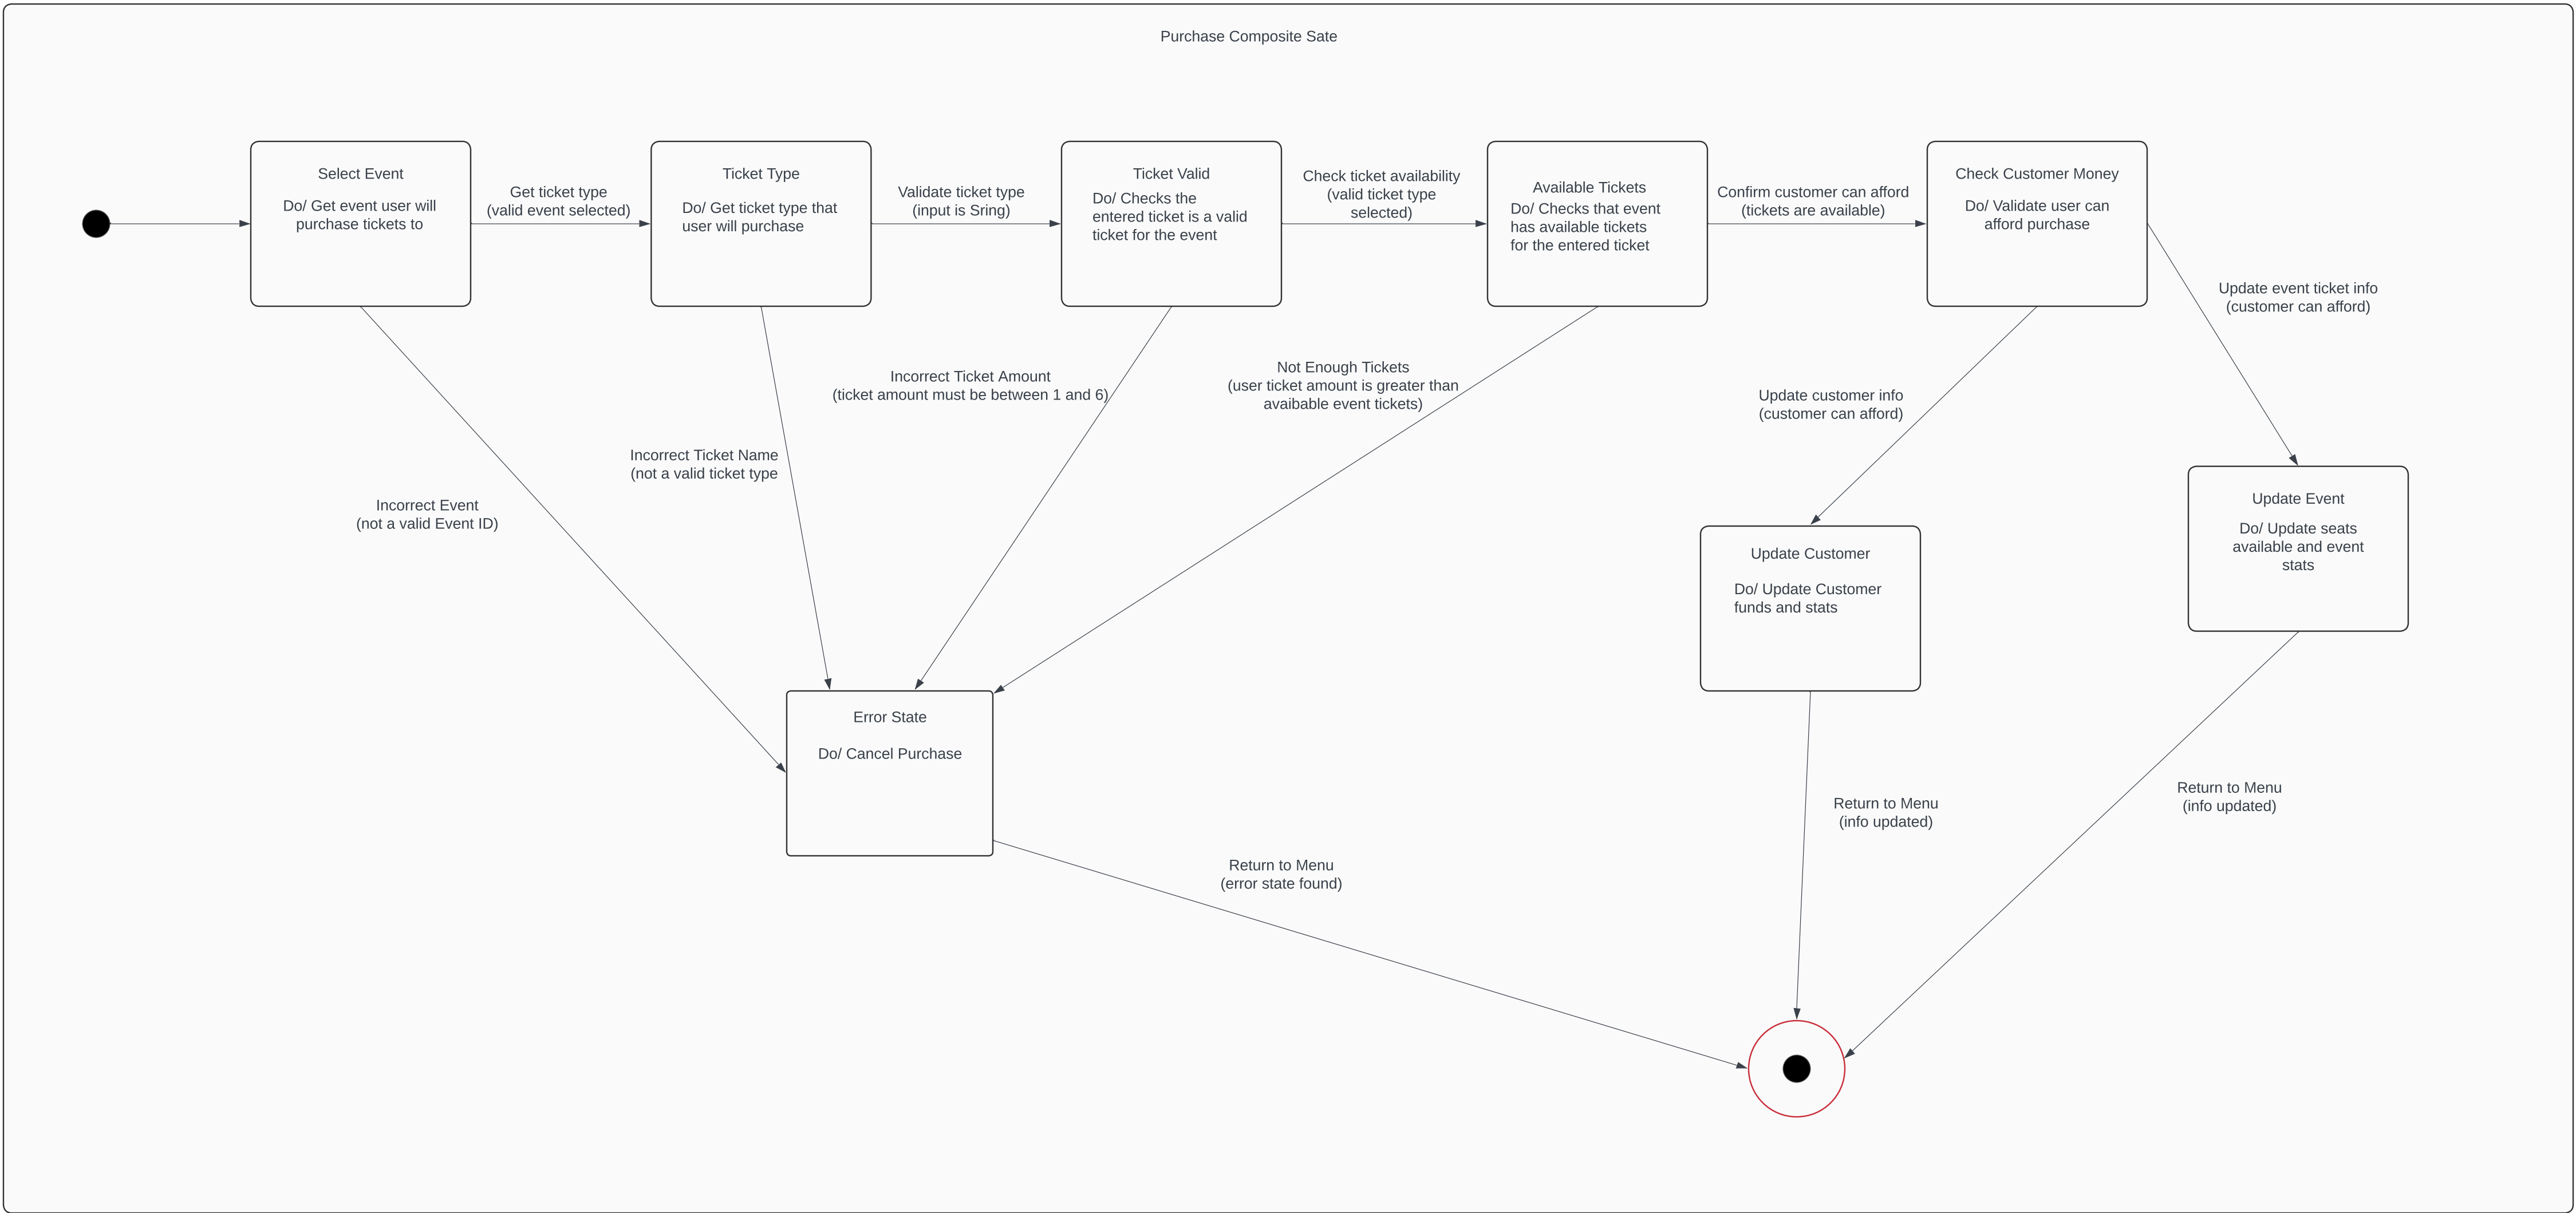 Purchase Composite Sate
Select Event
Do/ Get event user will
purchase tickets to
Get ticket type
(valid event selected)
Ticket Type
Do/ Get ticket type that
user will purchase
Validate ticket type
(input is Sring)
Ticket Valid
Do/ Checks the
entered ticket is a valid
ticket for the event
Check ticket availability
(valid ticket type
selected)
Available Tickets
Do/ Checks that event
has available tickets
for the entered ticket
Confirm customer can afford
(tickets are available)
Check Customer Money
Do/ Validate user can
afford purchase
Update event ticket info
(customer can afford)
Incorrect Ticket Amount
(ticket amount must be between 1 and 6)
Not Enough Tickets
(user ticket amount is greater than
avaibable event tickets)
Update customer info
(customer can afford)
Incorrect Ticket Name
(not a valid ticket type
Incorrect Event
(not a valid Event ID)
Update Event
Do/ Update seats
available and event
stats
Update Customer
Do/ Update Customer
funds and stats
Error State
Do/ Cancel Purchase
Return to Menu
(info updated)
Return to Menu
(info updated)
Return to Menu
(error state found)